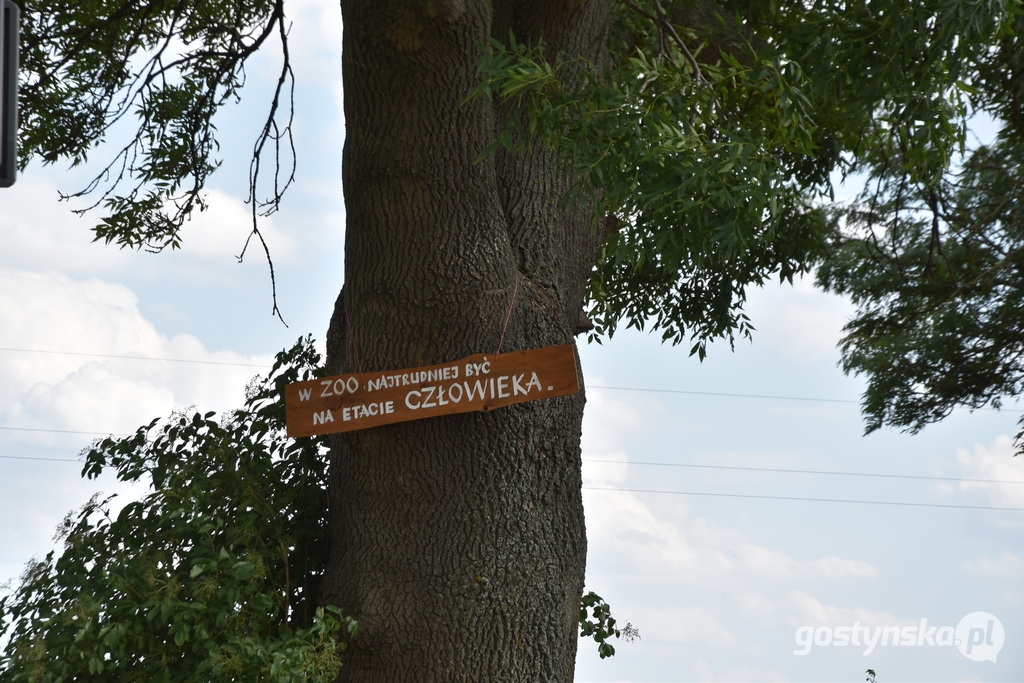 W ZOO NAJTRUDNIEJ BYĆ
NA ETACIE CZŁOWIEKA.
gostynska.pl